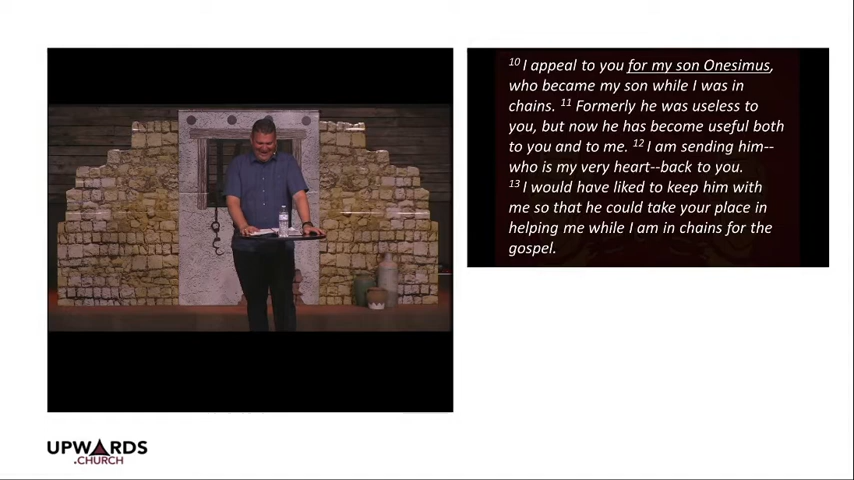 10 I appeal to you for my son Onesimus,
who became my son while I was in
chains. 11 Formerly he was useless to
you, but now he has become useful both
to you and to me. 12 I am sending him--
who is my very heart--back to you.
13 I would have liked to keep him with
me so that he could take your place in
helping me while I am in chains for the
gospel.
UPWARDS
.CHURCH